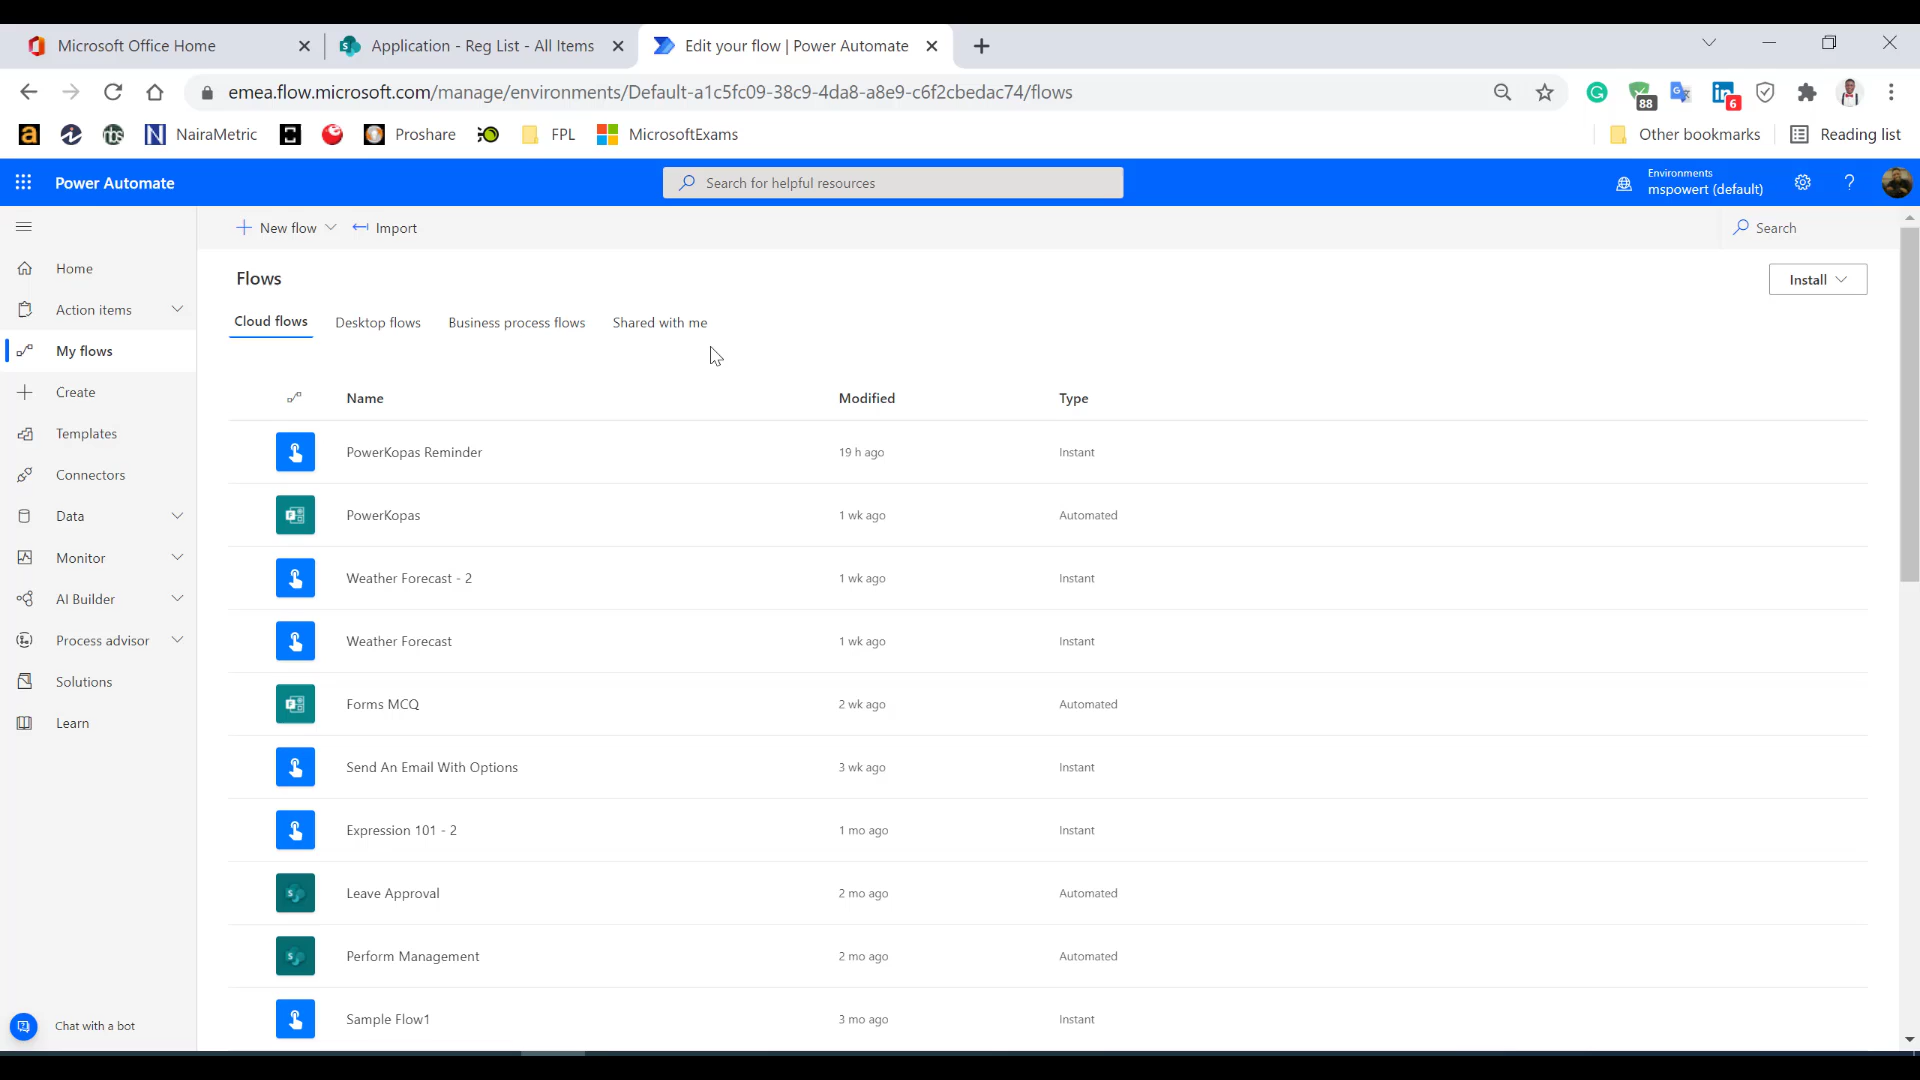 Microsoft Office Home
Application - Reg List - All Items
Edit your flow | Power Automate
emea.flow.microsoft.com/manage/environments/Default-a1c5fc09-38c9-4da8-a8e9-c6f2cbedac74/flows
88
6
NairaMetric
Proshare
FPL
MicrosoftExams
Other bookmarks
Reading list
Power Automate
Search for helpful resources
Environments
mspowert (default)
New flow
Import
Search
Home
Action items
My flows
Create
Templates
Connectors
Data
Monitor
AI Builder
Process advisor
Solutions
Learn
Chat with a bot
Flows
Install
Cloud flows
Desktop flows
Business process flows
Shared with me
Name Modified Type
PowerKopas Reminder 19 h ago Instant
PowerKopas 1 wk ago Automated
Weather Forecast - 2 1 wk ago Instant
Weather Forecast 1 wk ago Instant
Forms MCQ 2 wk ago Automated
Send An Email With Options 3 wk ago Instant
Expression 101 - 2 1 mo ago Instant
Leave Approval 2 mo ago Automated
Perform Management 2 mo ago Automated
Sample Flow1 3 mo ago Instant